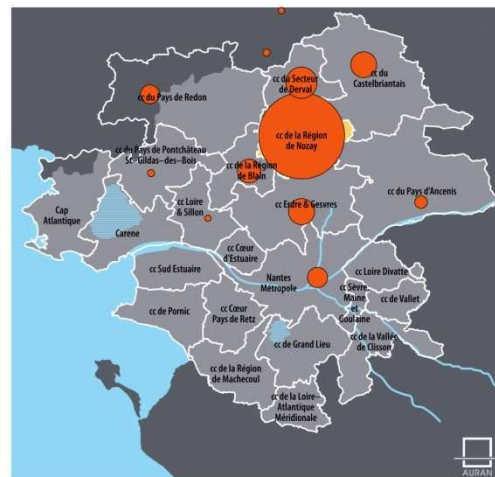 cc du Secteur
de Derval
cc du
Castelbriantais
cc du Pays de Redon
cc de la Région
de Nozay
cc du Pays de Pontchâteau
St-Gildas-des-Bois
cc de la Région
de Blain
cc du Pays d'Ancenis
Cap
Atlantique
Carene
cc Loire
& Sillon
cc Erdre & Gesvres
cc Cœur
d'Estuaire
cc Sud Estuaire
Nantes
Métropole
cc Loire Divatte
cc Sèvre,
Maine
et
Goulaine
cc de Vallet
cc de Pornic
cc Cœur
Pays de Retz
cc de Grand Lieu
cc de la Vallée
de Clisson
cc de la Région
de Machecoul
cc de la Loire-
Atlantique
Méridionale
AURAN